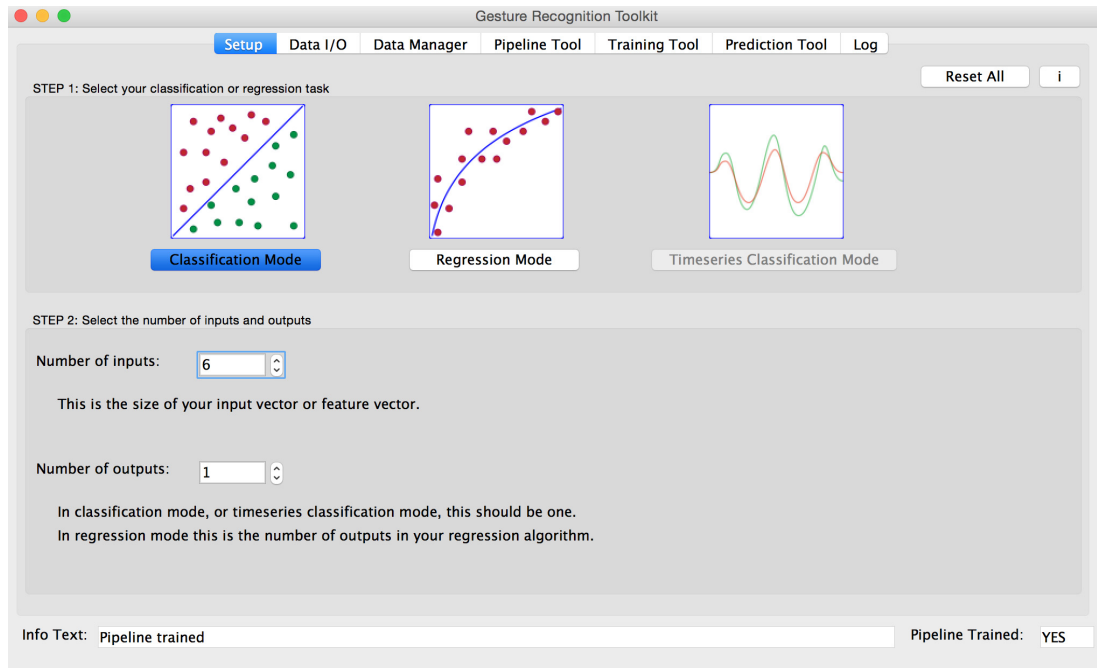 Gesture Recognition Toolkit
Setup Data I/O Data Manager Pipeline Tool Training Tool Prediction Tool Log
Reset All i
STEP 1: Select your classification or regression task
Classification Mode Regression Mode Timeseries Classification Mode
STEP 2: Select the number of inputs and outputs
Number of inputs: 6
This is the size of your input vector or feature vector.
Number of outputs: 1
In classification mode, or timeseries classification mode, this should be one.
In regression mode this is the number of outputs in your regression algorithm.
Info Text: Pipeline trained Pipeline Trained: YES